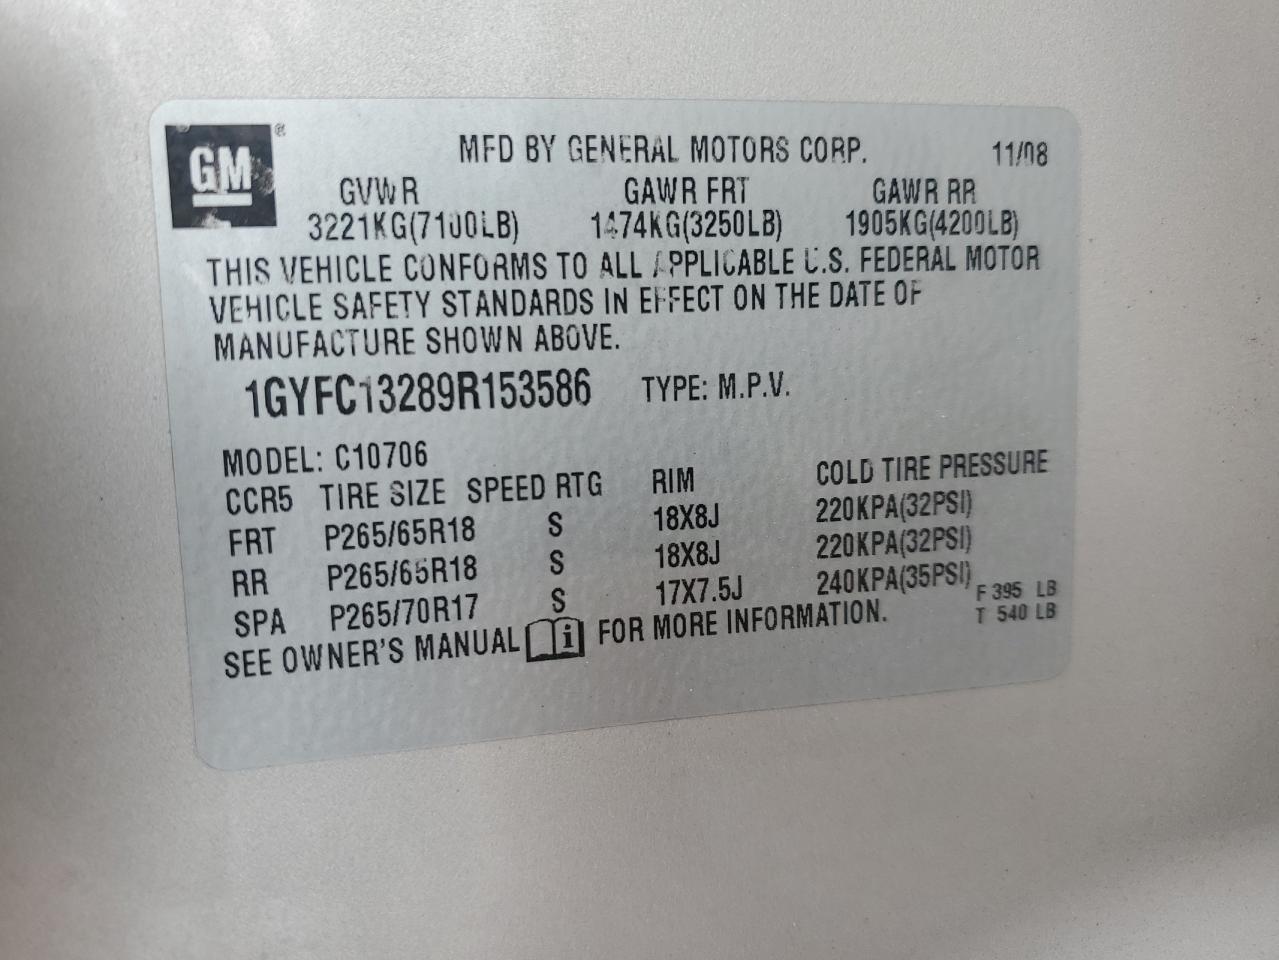 GM®
MFD BY GENERAL MOTORS CORP. 11/08
GVWR GAWR FRT GAWR RR
3221KG(7100LB) 1474KG(3250LB) 1905KG(4200LB)
THIS VEHICLE CONFORMS TO ALL APPLICABLE U.S. FEDERAL MOTOR
VEHICLE SAFETY STANDARDS IN EFFECT ON THE DATE OF
MANUFACTURE SHOWN ABOVE.
1GYFC13289R153586 TYPE: M.P.V.
MODEL: C10706
CCR5 TIRE SIZE SPEED RTG RIM COLD TIRE PRESSURE
FRT P265/65R18 S 18X8J 220KPA(32PSI)
RR P265/65R18 S 18X8J 220KPA(32PSI)
SPA P265/70R17 S 17X7.5J 240KPA(35PSI) F 395 LB
T 540 LB
SEE OWNER'S MANUAL i FOR MORE INFORMATION.